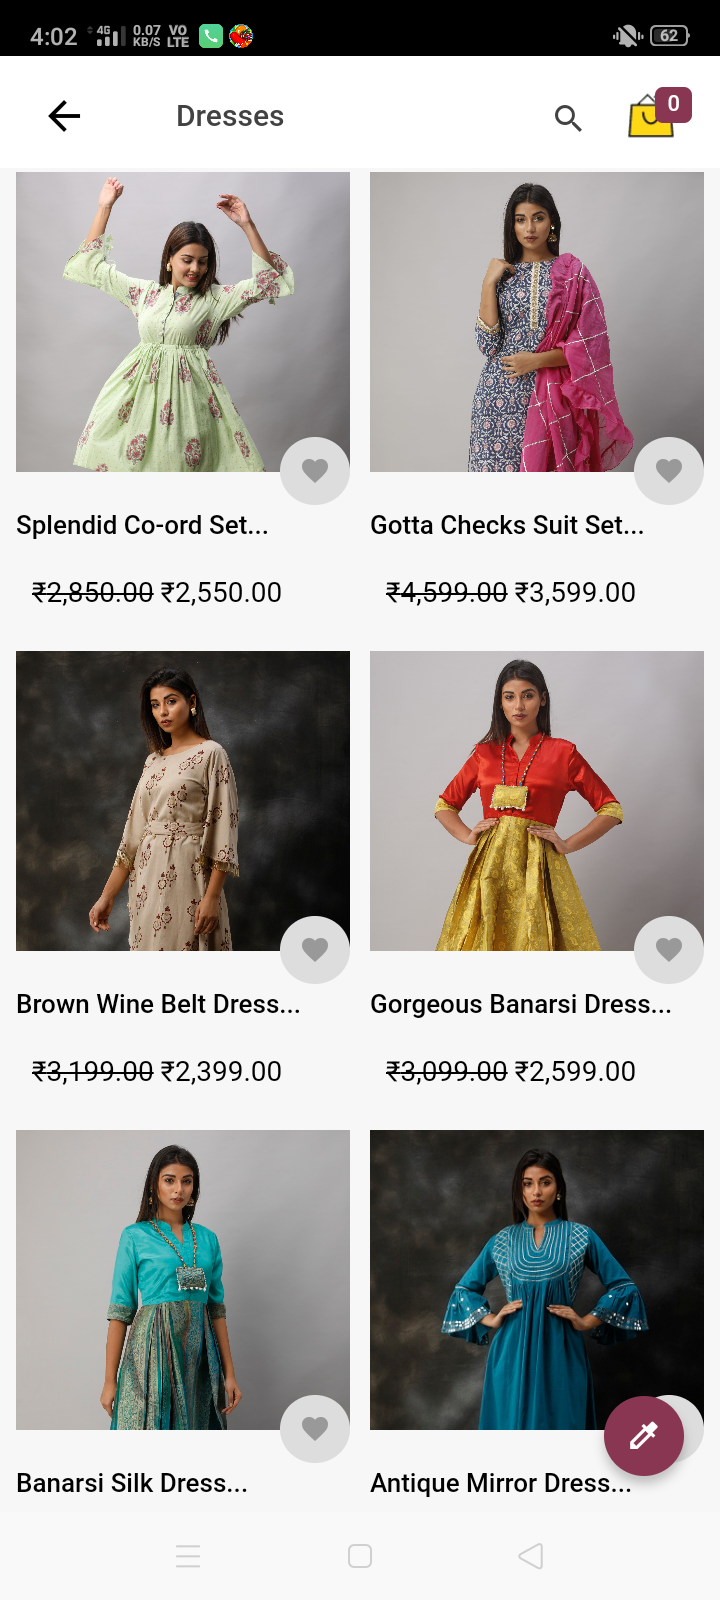 4:02 4G 0.07 KB/S VO LTE 62
Dresses 0
Splendid Co-ord Set... Gotta Checks Suit Set...
₹2,850.00 ₹2,550.00 ₹4,599.00 ₹3,599.00
Brown Wine Belt Dress... Gorgeous Banarsi Dress...
₹3,199.00 ₹2,399.00 ₹3,099.00 ₹2,599.00
Banarsi Silk Dress... Antique Mirror Dress...